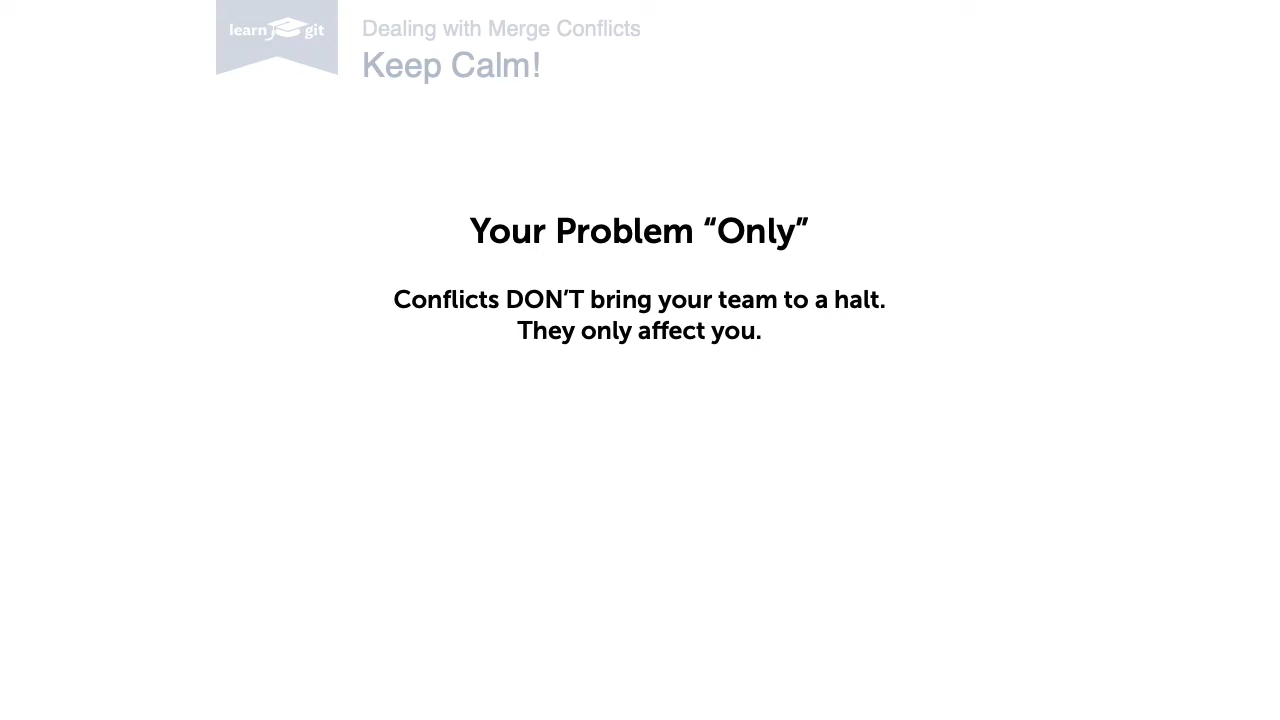 learn git
Dealing with Merge Conflicts
Keep Calm!
Your Problem “Only”
Conflicts DON’T bring your team to a halt.
They only affect you.